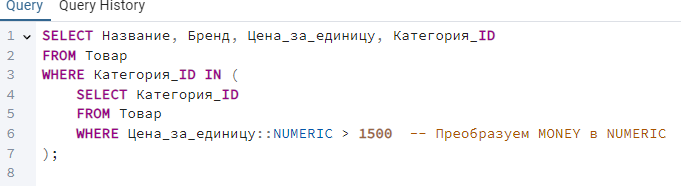 Query Query History
1 SELECT Название, Бренд, Цена_за_единицу, Категория_ID
2 FROM Товар
3 WHERE Категория_ID IN (
4 SELECT Категория_ID
5 FROM Товар
6 WHERE Цена_за_единицу::NUMERIC > 1500 -- Преобразуем MONEY в NUMERIC
7 );
8